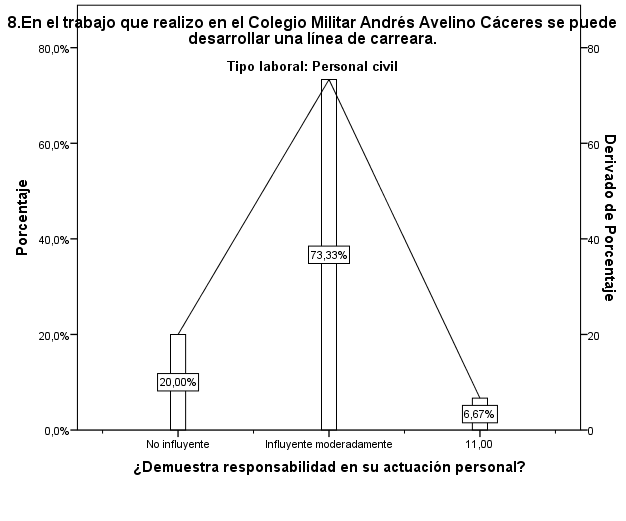 8.En el trabajo que realizo en el Colegio Militar Andrés Avelino Cáceres se puede
desarrollar una línea de carreara.
Tipo laboral: Personal civil
80,0%
60,0%
40,0%
20,0%
0,0%
Porcentaje
80
60
40
20
0
Derivado de Porcentaje
20,00%
73,33%
6,67%
No influyente
Influyente moderadamente
11,00
¿Demuestra responsabilidad en su actuación personal?